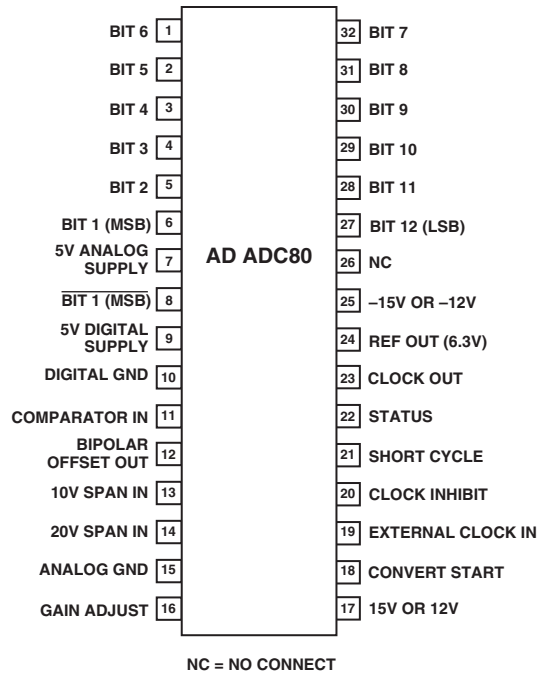 BIT 6 1
BIT 5 2
BIT 4 3
BIT 3 4
BIT 2 5
BIT 1 (MSB) 6
5V ANALOG
SUPPLY 7
BIT 1 (MSB) 8
5V DIGITAL
SUPPLY 9
DIGITAL GND 10
COMPARATOR IN 11
BIPOLAR
OFFSET OUT 12
10V SPAN IN 13
20V SPAN IN 14
ANALOG GND 15
GAIN ADJUST 16
AD ADC80
32 BIT 7
31 BIT 8
30 BIT 9
29 BIT 10
28 BIT 11
27 BIT 12 (LSB)
26 NC
25 –15V OR –12V
24 REF OUT (6.3V)
23 CLOCK OUT
22 STATUS
21 SHORT CYCLE
20 CLOCK INHIBIT
19 EXTERNAL CLOCK IN
18 CONVERT START
17 15V OR 12V
NC = NO CONNECT